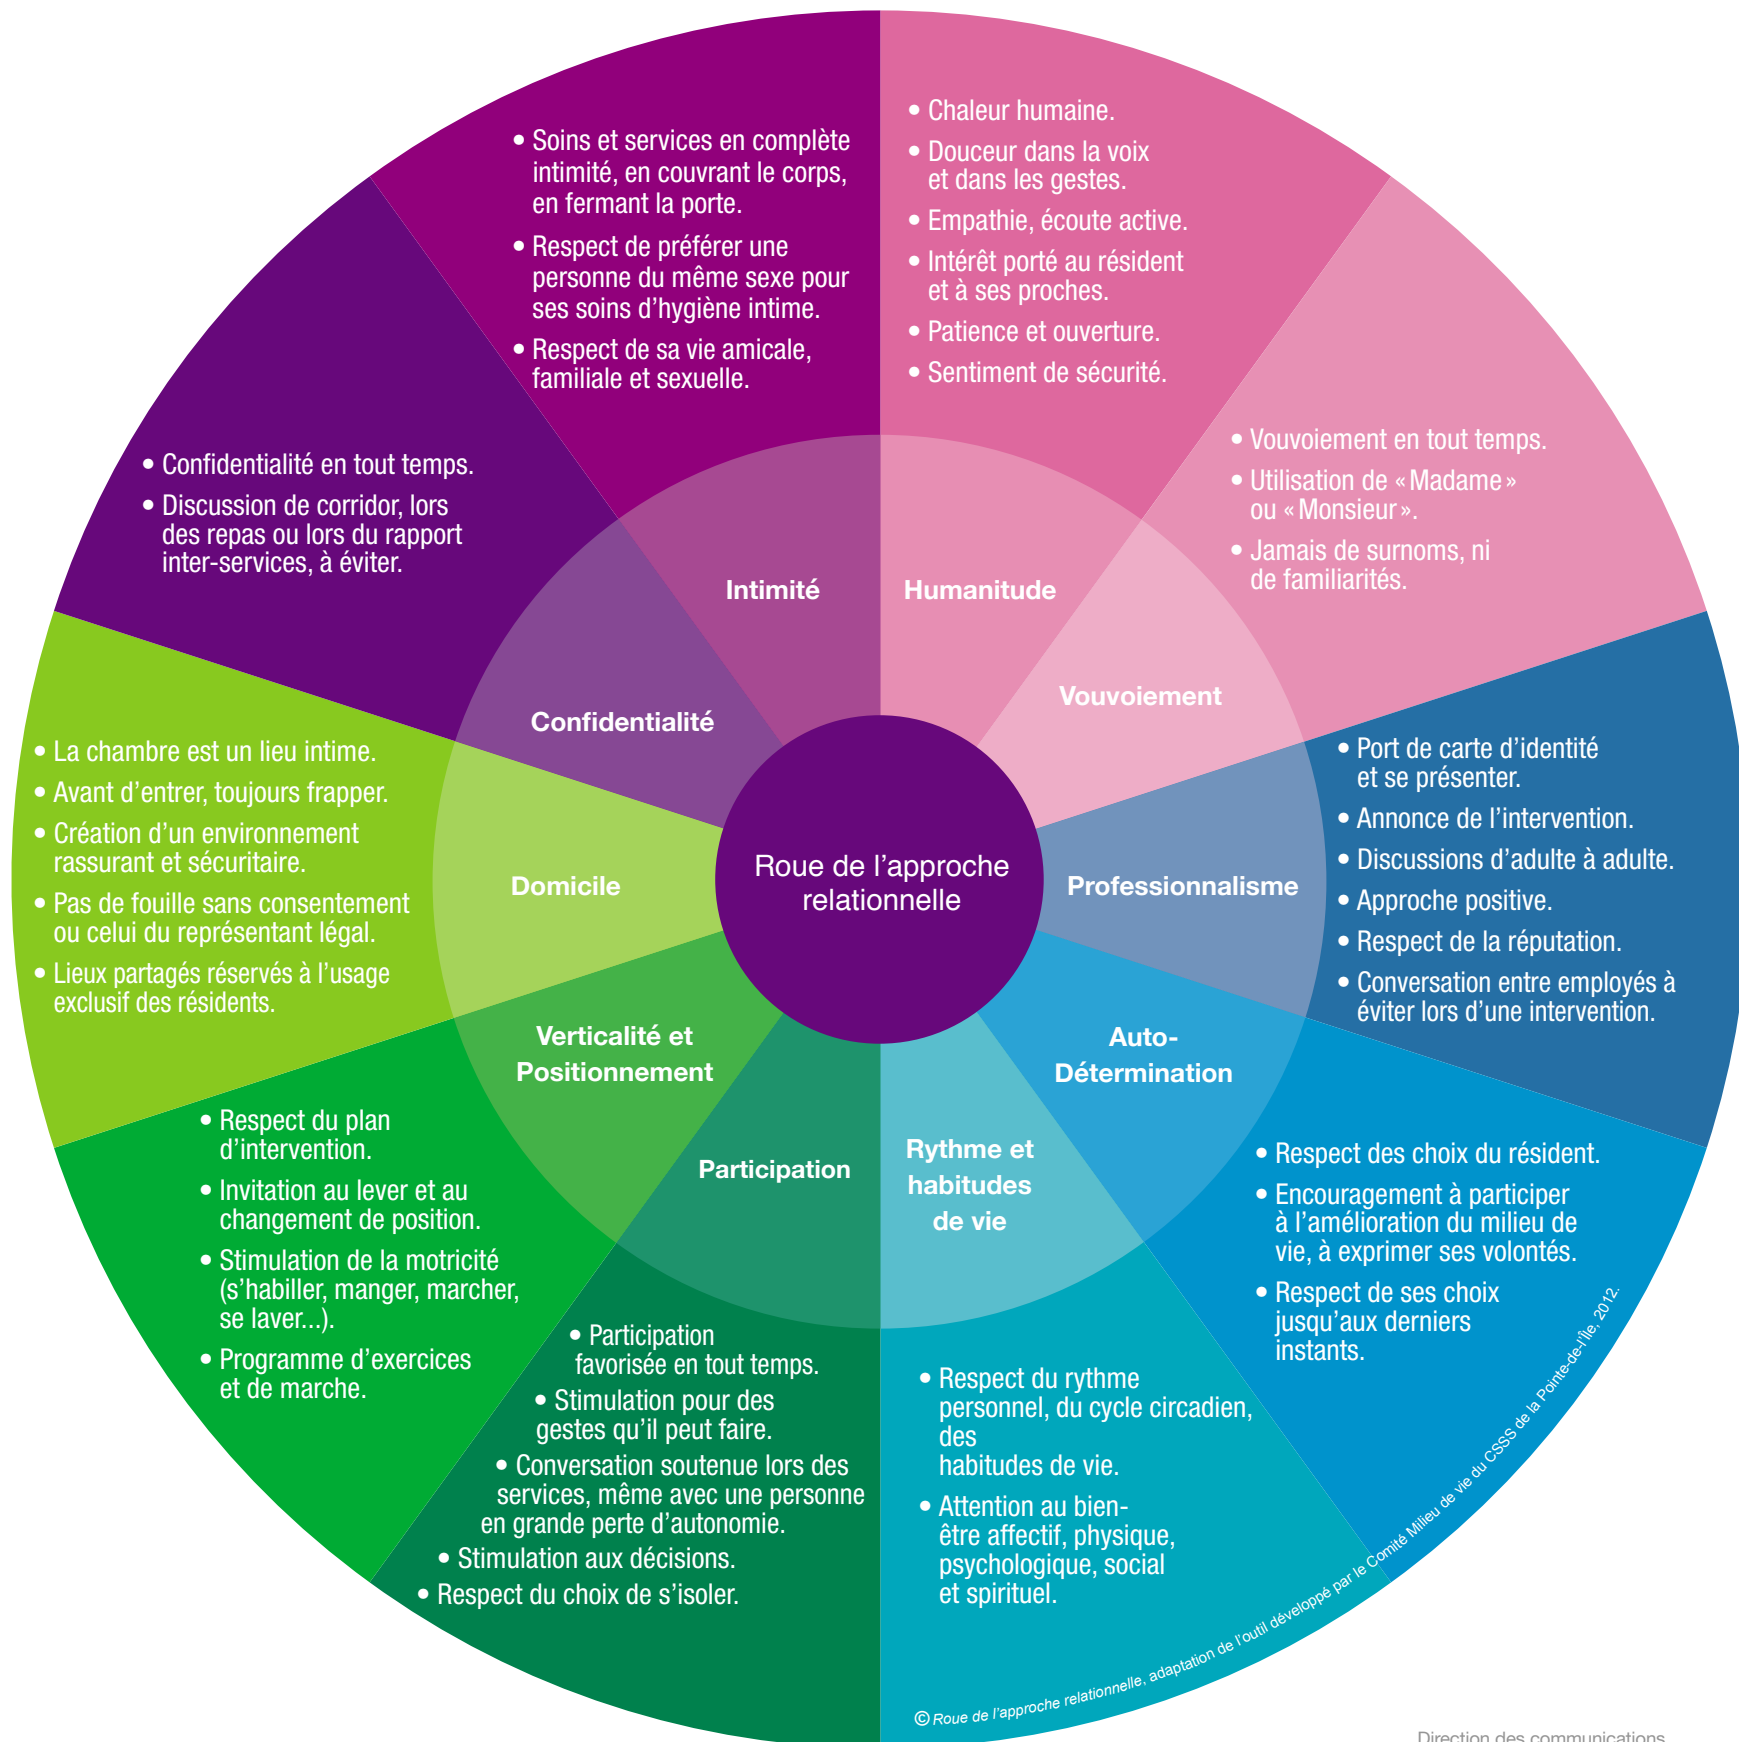 • Soins et services en complète
intimité, en couvrant le corps,
en fermant la porte.
• Respect de préférer une
personne du même sexe pour
ses soins d’hygiène intime.
• Respect de sa vie amicale,
familiale et sexuelle.
Intimité
• Chaleur humaine.
• Douceur dans la voix
et dans les gestes.
• Empathie, écoute active.
• Intérêt porté au résident
et à ses proches.
• Patience et ouverture.
• Sentiment de sécurité.
Humanitude
• Vouvoiement en tout temps.
• Utilisation de « Madame »
ou « Monsieur ».
• Jamais de surnoms, ni
de familiarités.
Vouvoiement
• Port de carte d’identité
et se présenter.
• Annonce de l’intervention.
• Discussions d’adulte à adulte.
• Approche positive.
• Respect de la réputation.
• Conversation entre employés à
éviter lors d’une intervention.
Professionnalisme
Auto-
Détermination
• Respect des choix du résident.
• Encouragement à participer
à l’amélioration du milieu de
vie, à exprimer ses volontés.
• Respect de ses choix
jusqu’aux derniers
instants.
Rythme et
habitudes
de vie
• Respect du rythme
personnel, du cycle circadien,
des
habitudes de vie.
• Attention au bien-
être affectif, physique,
psychologique, social
et spirituel.
Participation
• Participation
favorisée en tout temps.
• Stimulation pour des
gestes qu’il peut faire.
• Conversation soutenue lors des
services, même avec une personne
en grande perte d’autonomie.
• Stimulation aux décisions.
• Respect du choix de s’isoler.
Verticalité et
Positionnement
• Respect du plan
d’intervention.
• Invitation au lever et au
changement de position.
• Stimulation de la motricité
(s’habiller, manger, marcher,
se laver...).
• Programme d’exercices
et de marche.
Domicile
• La chambre est un lieu intime.
• Avant d’entrer, toujours frapper.
• Création d’un environnement
rassurant et sécuritaire.
• Pas de fouille sans consentement
ou celui du représentant légal.
• Lieux partagés réservés à l’usage
exclusif des résidents.
Confidentialité
• Confidentialité en tout temps.
• Discussion de corridor, lors
des repas ou lors du rapport
inter-services, à éviter.
Roue de l’approche
relationnelle
© Roue de l’approche relationnelle, adaptation de l’outil développé par le Comité Milieu de vie du CSSS de la Pointe-de-l’Île, 2012.
Direction des communications